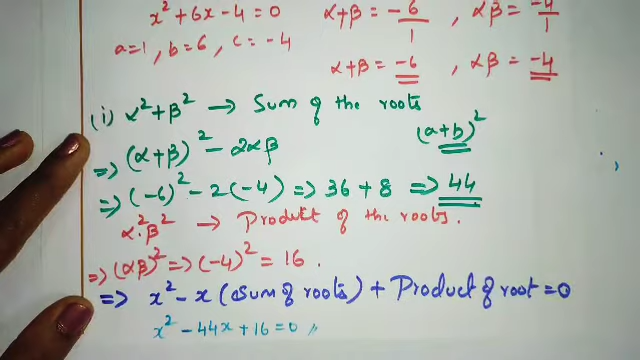 x² + 6x - 4 = 0   α+β = -6/1 , αβ = -4/1
a=1 , b=6 , c=-4
α+β = -6 , αβ = -4
(i) α² + β² → Sum of the roots
(a+b)²
⇒ (α+β)² - 2αβ
⇒ (-6)² - 2(-4) ⇒ 36 + 8 ⇒ 44
α².β² → Product of the roots.
⇒ (αβ)² ⇒ (-4)² = 16.
⇒ x² - x (Sum of roots) + Product of root = 0
x² - 44x + 16 = 0 //